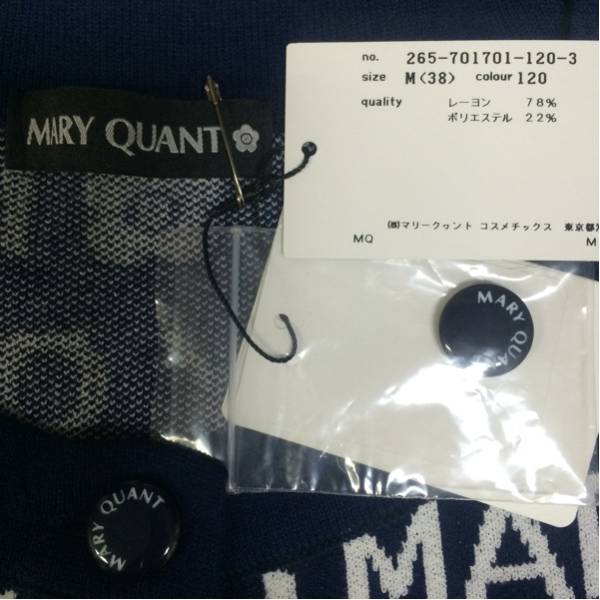 no. 265-701701-120-3
size M<38> colour 120
quality レーヨン 78%
ポリエステル 22%
㈱マリークヮント コスメチックス 東京都
MQ M
MARY QUANT
MARY QUANT
MARY QUANT
MA